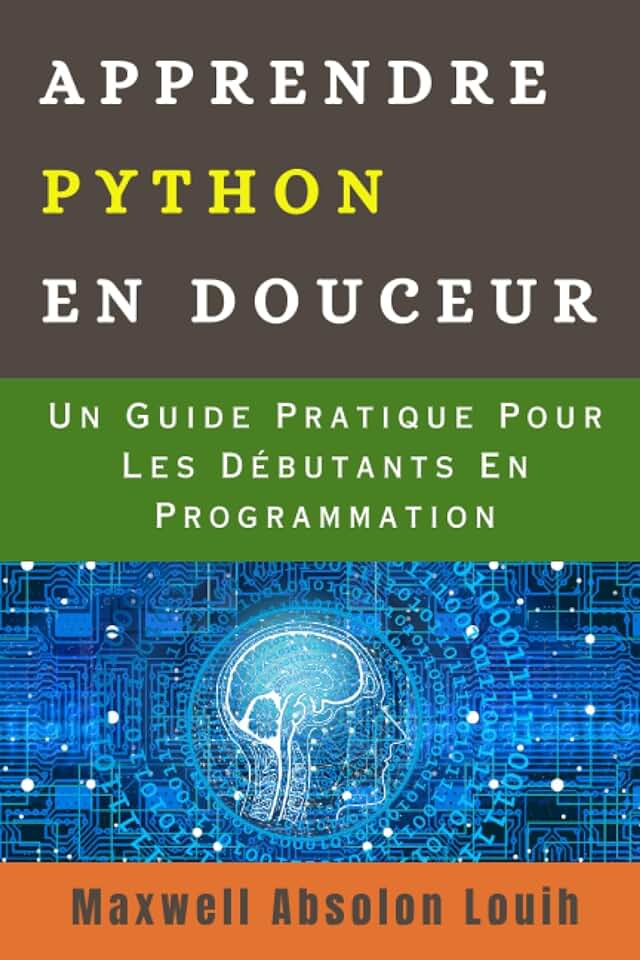 APPRENDRE
PYTHON
EN DOUCEUR
Un Guide Pratique Pour
Les Débutants En
Programmation
Maxwell Absolon Louih